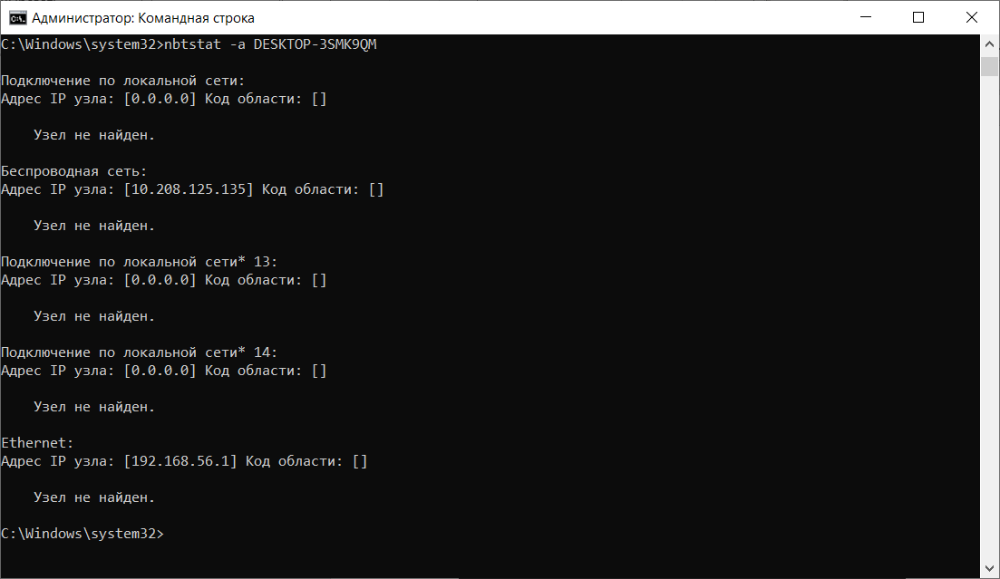 Администратор: Командная строка
C:\Windows\system32>nbtstat -a DESKTOP-3SMK9QM
Подключение по локальной сети:
Адрес IP узла: [0.0.0.0] Код области: []
Узел не найден.
Беспроводная сеть:
Адрес IP узла: [10.208.125.135] Код области: []
Узел не найден.
Подключение по локальной сети* 13:
Адрес IP узла: [0.0.0.0] Код области: []
Узел не найден.
Подключение по локальной сети* 14:
Адрес IP узла: [0.0.0.0] Код области: []
Узел не найден.
Ethernet:
Адрес IP узла: [192.168.56.1] Код области: []
Узел не найден.
C:\Windows\system32>